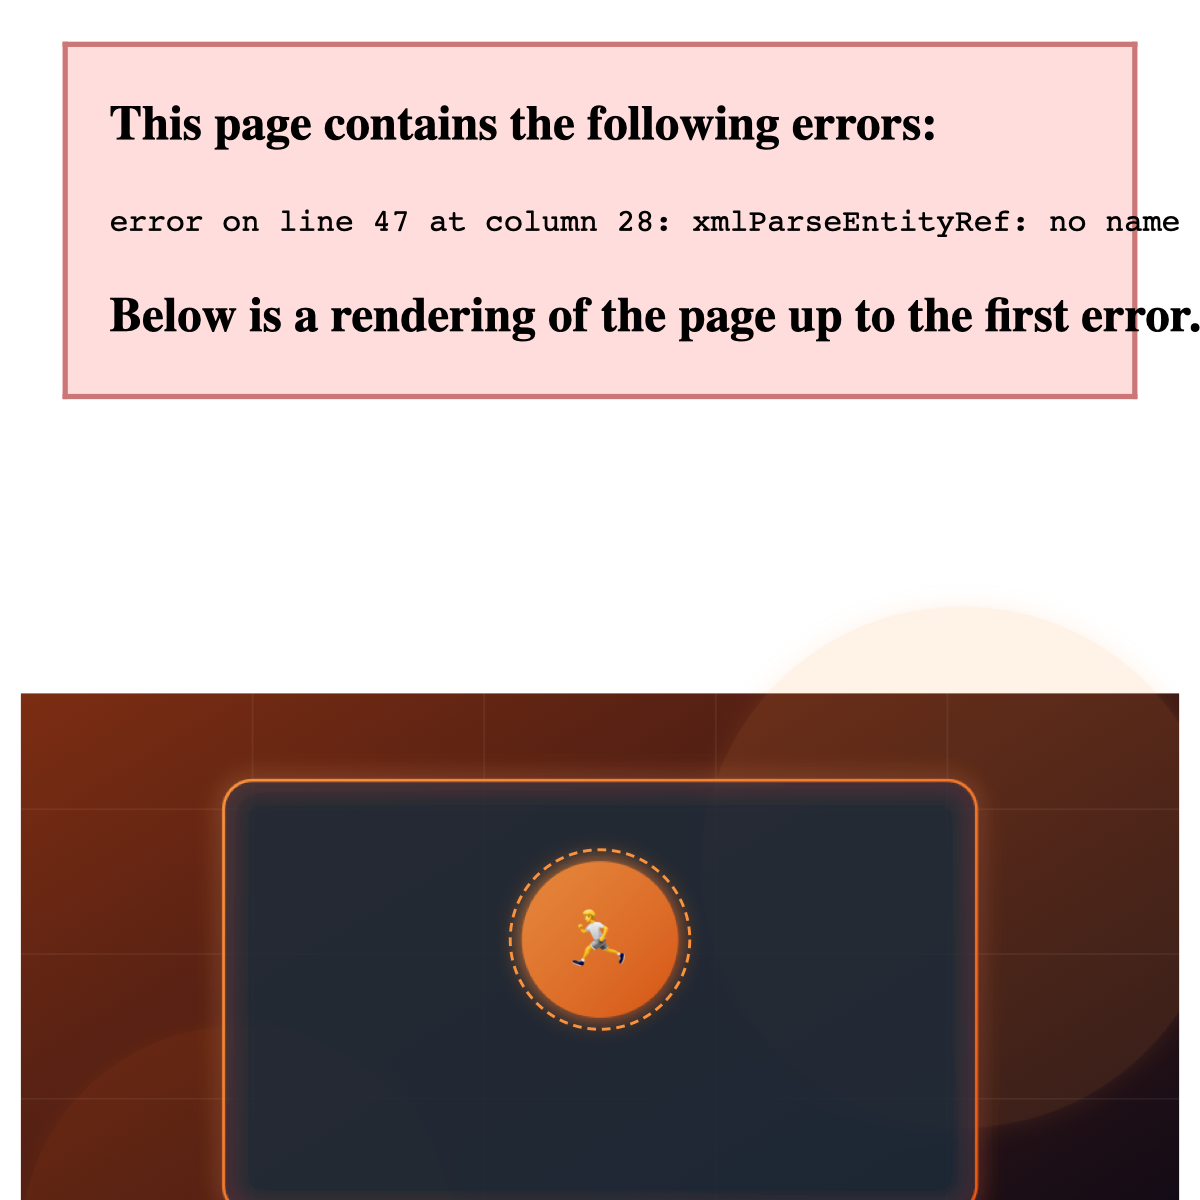 This page contains the following errors:
error on line 47 at column 28: xmlParseEntityRef: no name
Below is a rendering of the page up to the first error.